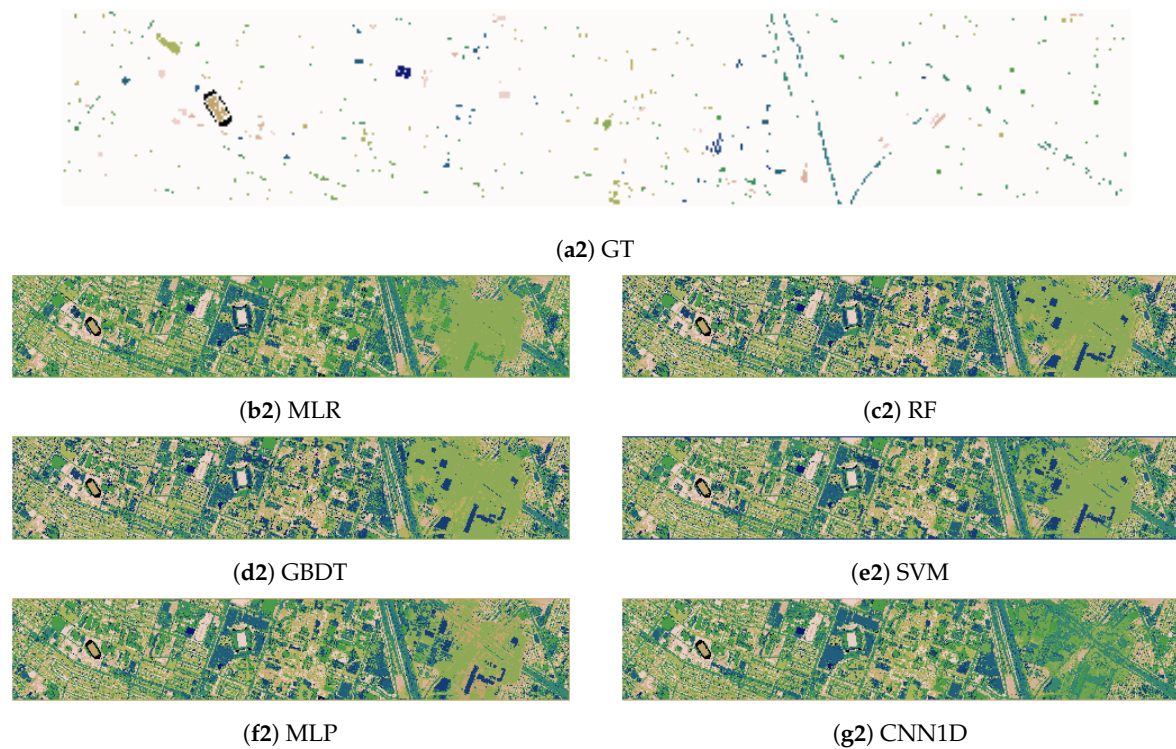 (a2) GT
(b2) MLR
(c2) RF
(d2) GBDT
(e2) SVM
(f2) MLP
(g2) CNN1D